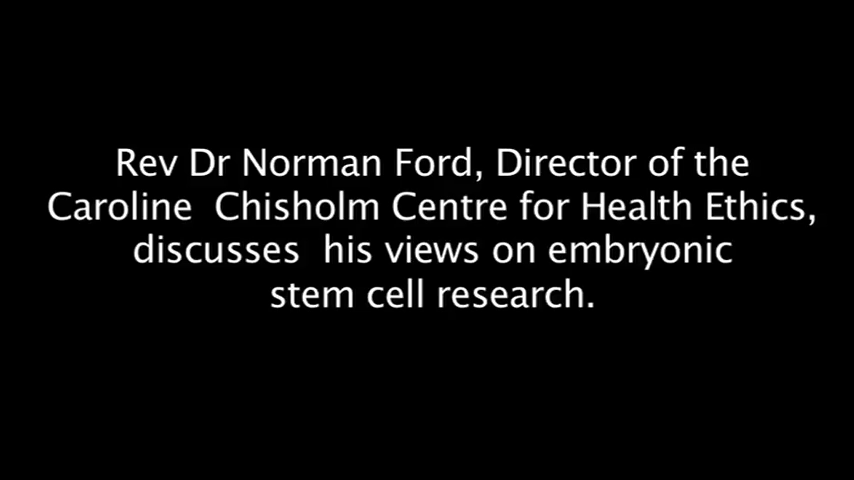 Rev Dr Norman Ford, Director of the
Caroline  Chisholm Centre for Health Ethics,
discusses  his views on embryonic
stem cell research.